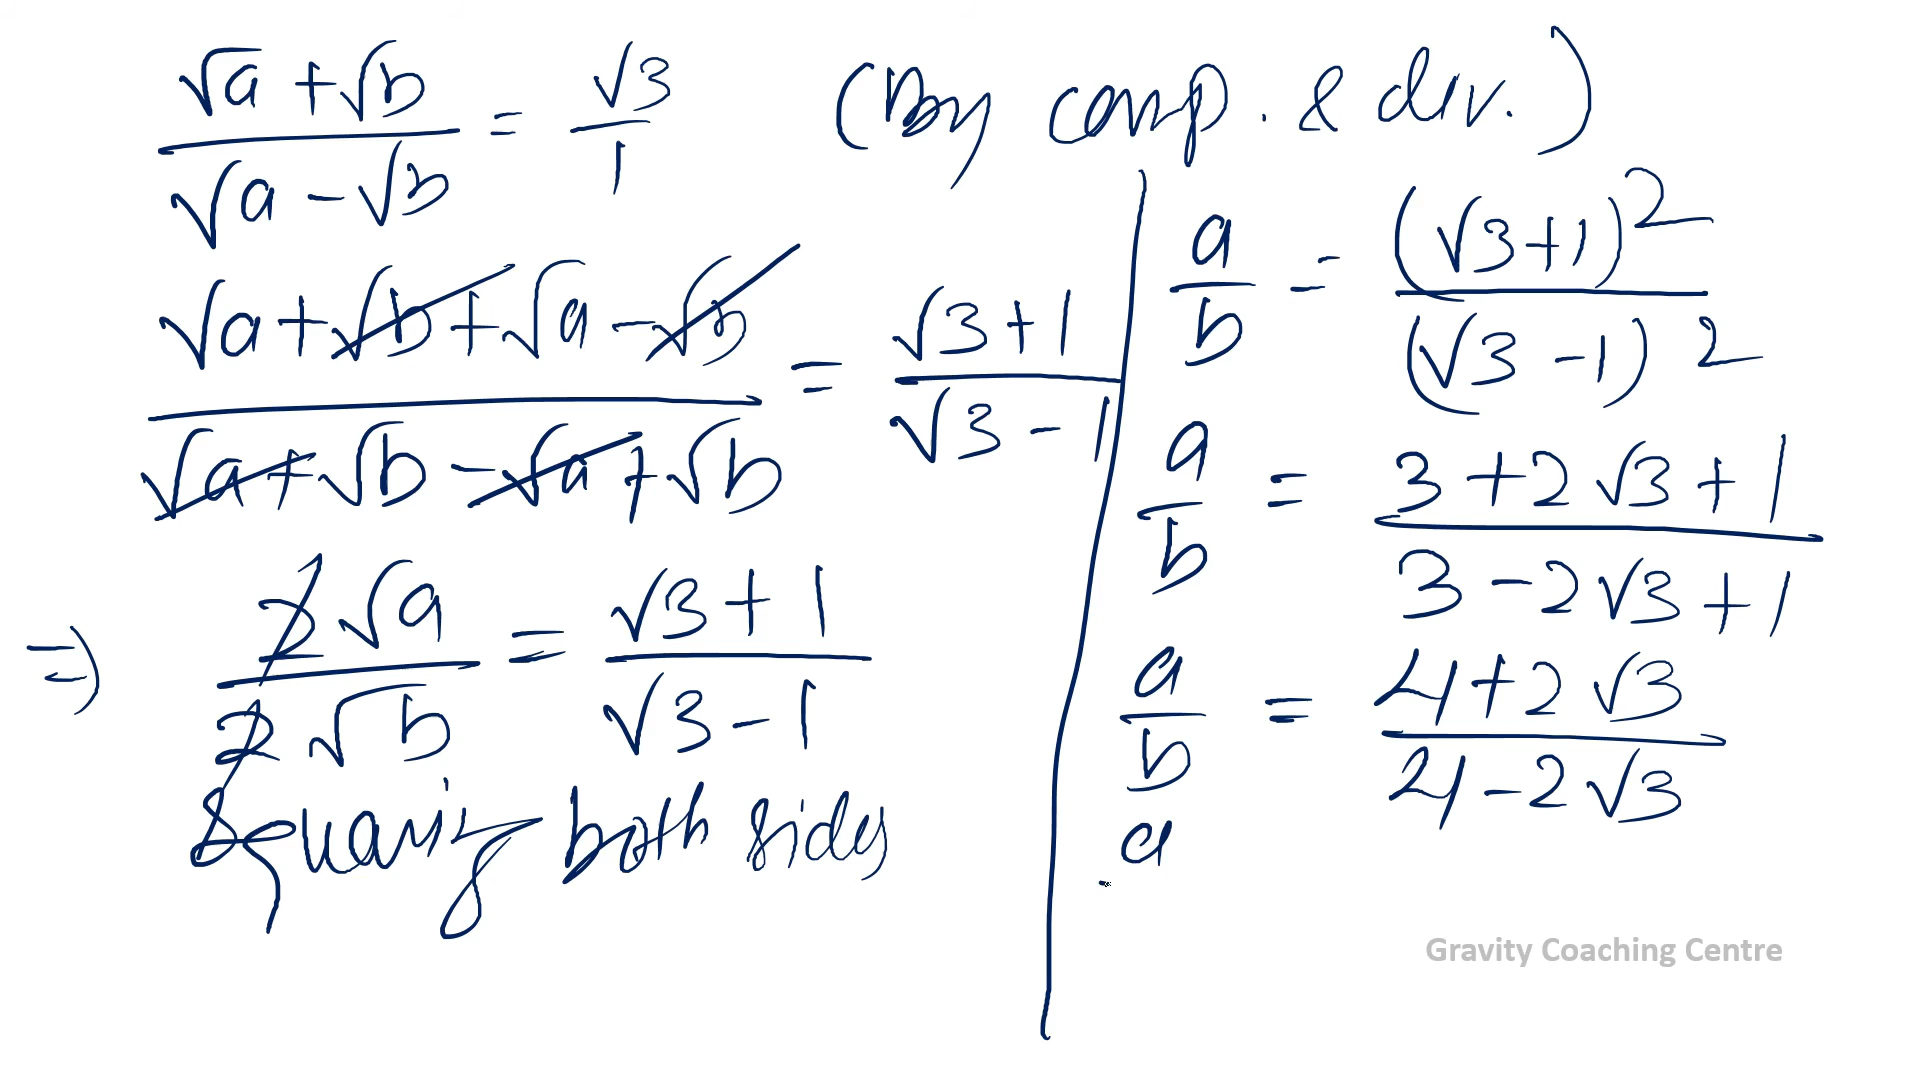 (√a + √b)/(√a - √b) = √3/1 (By comp. & div.)
(√a + √b + √a - √b)/(√a + √b - √a + √b) = (√3 + 1)/(√3 - 1)
⇒ 2√a/2√b = (√3 + 1)/(√3 - 1)
Squaring both sides
a/b = (√3+1)²/(√3-1)²
a/b = (3 + 2√3 + 1)/(3 - 2√3 + 1)
a/b = (4 + 2√3)/(4 - 2√3)
a
Gravity Coaching Centre